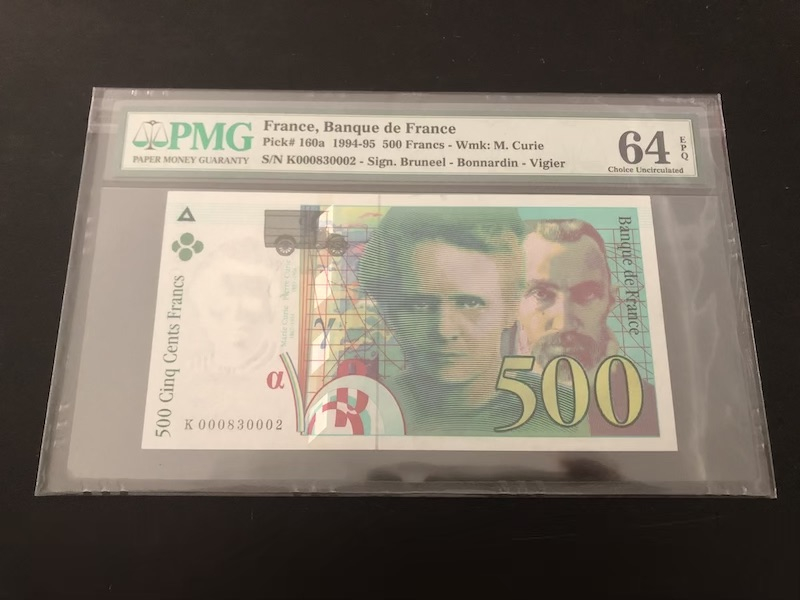 PMG
PAPER MONEY GUARANTY
France, Banque de France
Pick# 160a 1994-95 500 Francs - Wmk: M. Curie
S/N K000830002 - Sign. Bruneel - Bonnardin - Vigier
64 EPQ
Choice Uncirculated
500 Cinq Cents Francs
K 000830002
α
γ
Banque de France
500